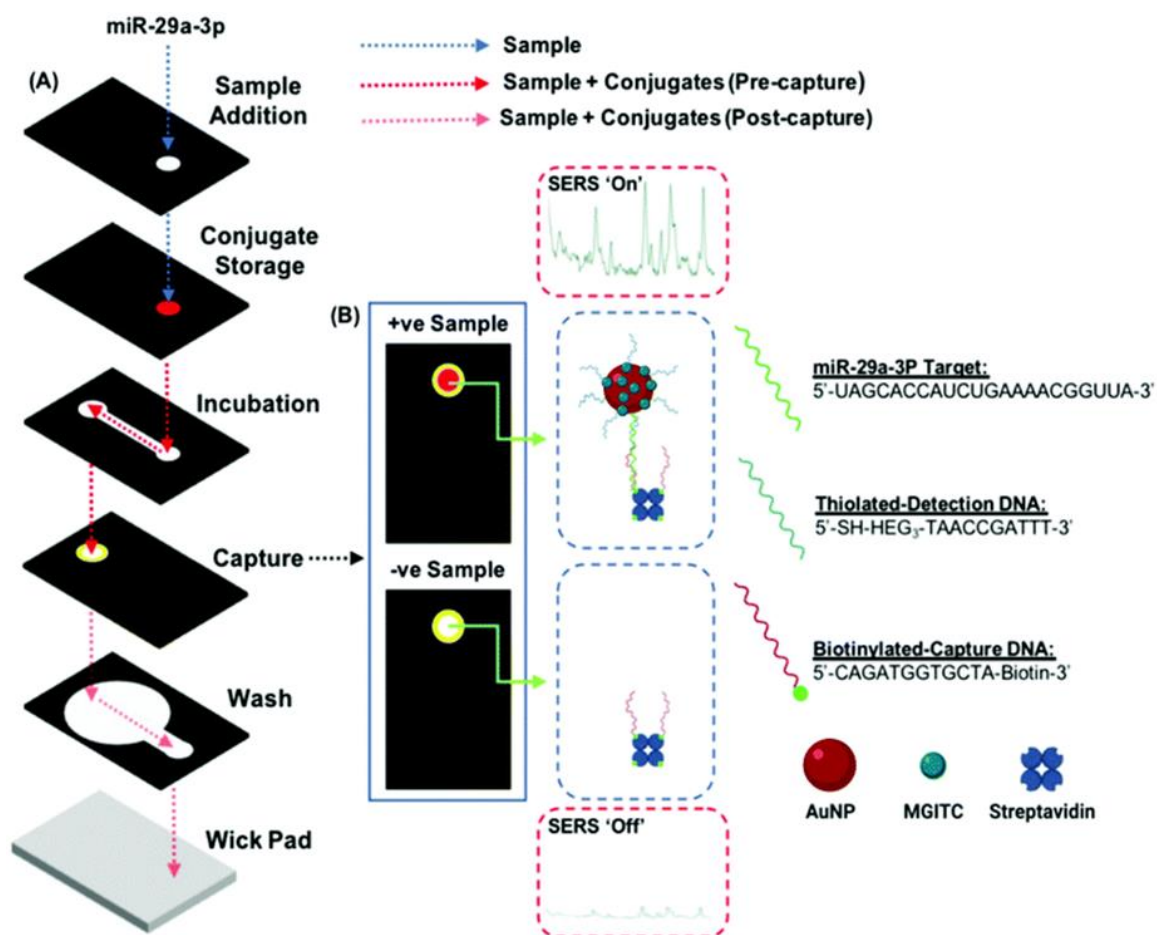 miR-29a-3p
Sample
Sample + Conjugates (Pre-capture)
Sample + Conjugates (Post-capture)
(A)
Sample
Addition
Conjugate
Storage
Incubation
Capture
Wash
Wick Pad
(B)
+ve Sample
-ve Sample
SERS 'On'
SERS 'Off'
miR-29a-3P Target:
5'-UAGCACCAUCUGAAAACGGUUA-3'
Thiolated-Detection DNA:
5'-SH-HEG₃-TAACCGATTT-3'
Biotinylated-Capture DNA:
5'-CAGATGGTGCTA-Biotin-3'
AuNP
MGITC
Streptavidin